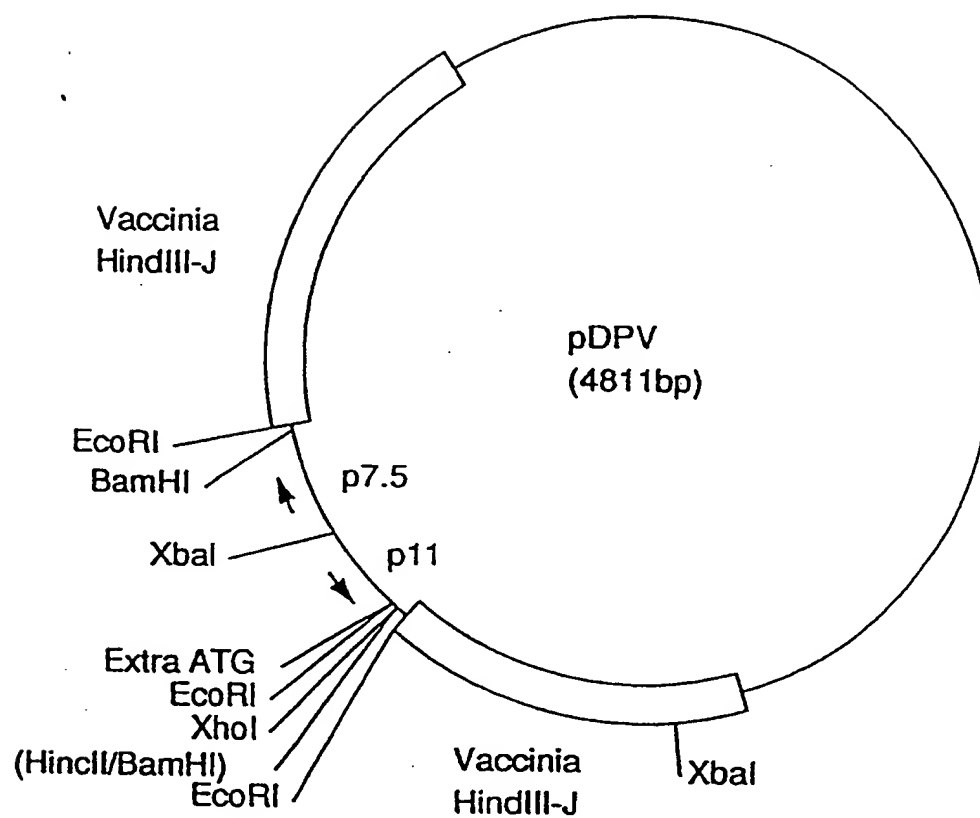 Vaccinia
HindIII-J
pDPV
(4811bp)
EcoRI
BamHI
p7.5
XbaI
p11
Extra ATG
EcoRI
XhoI
(HincII/BamHI)
EcoRI
Vaccinia
HindIII-J
XbaI